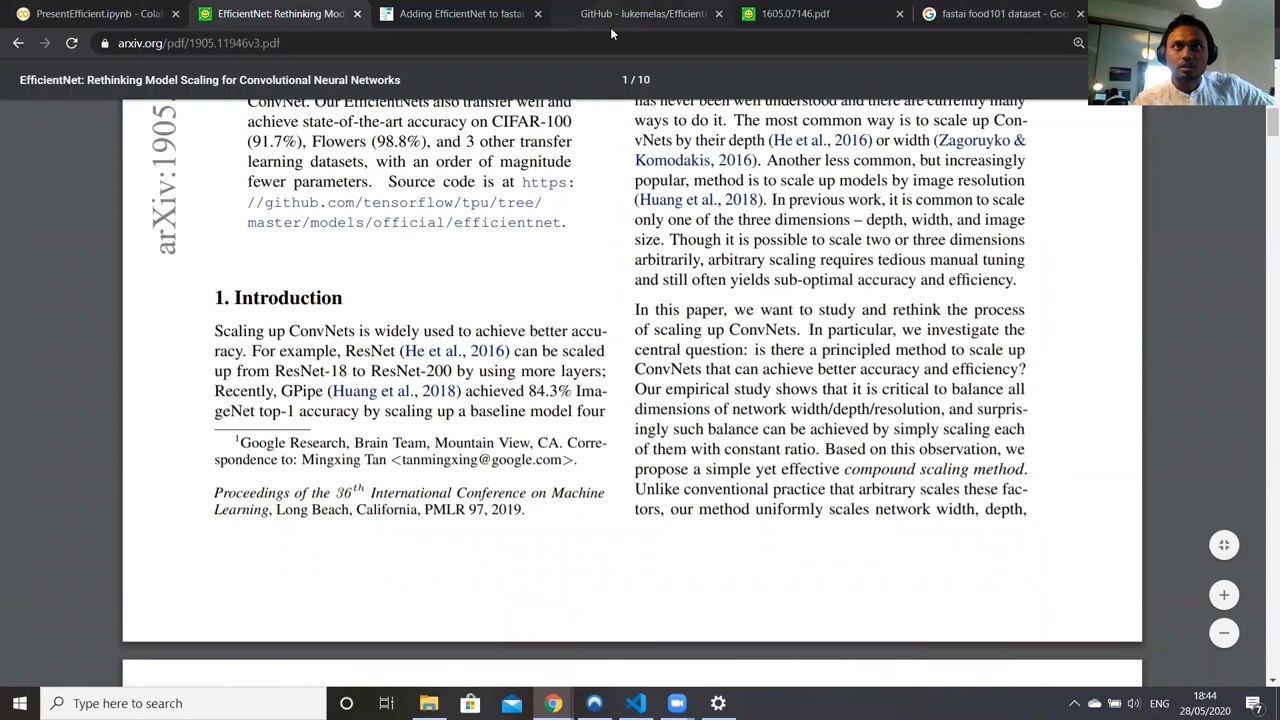 PresentEfficient.ipynb - Colab
EfficientNet: Rethinking Mod
Adding EfficientNet to fastai
GitHub - lukemelas/Efficient
1605.07146.pdf
fastai food101 dataset - Goo
arxiv.org/pdf/1905.11946v3.pdf
EfficientNet: Rethinking Model Scaling for Convolutional Neural Networks
1 / 10
arXiv:1905.
ConvNet. Our EfficientNets also transfer well and
achieve state-of-the-art accuracy on CIFAR-100
(91.7%), Flowers (98.8%), and 3 other transfer
learning datasets, with an order of magnitude
fewer parameters. Source code is at https:
//github.com/tensorflow/tpu/tree/
master/models/official/efficientnet.
1. Introduction
Scaling up ConvNets is widely used to achieve better accu-
racy. For example, ResNet (He et al., 2016) can be scaled
up from ResNet-18 to ResNet-200 by using more layers;
Recently, GPipe (Huang et al., 2018) achieved 84.3% Ima-
geNet top-1 accuracy by scaling up a baseline model four
1Google Research, Brain Team, Mountain View, CA. Corre-
spondence to: Mingxing Tan <tanmingxing@google.com>.
Proceedings of the 36th International Conference on Machine
Learning, Long Beach, California, PMLR 97, 2019.
has never been well understood and there are currently many
ways to do it. The most common way is to scale up Con-
vNets by their depth (He et al., 2016) or width (Zagoruyko &
Komodakis, 2016). Another less common, but increasingly
popular, method is to scale up models by image resolution
(Huang et al., 2018). In previous work, it is common to scale
only one of the three dimensions – depth, width, and image
size. Though it is possible to scale two or three dimensions
arbitrarily, arbitrary scaling requires tedious manual tuning
and still often yields sub-optimal accuracy and efficiency.
In this paper, we want to study and rethink the process
of scaling up ConvNets. In particular, we investigate the
central question: is there a principled method to scale up
ConvNets that can achieve better accuracy and efficiency?
Our empirical study shows that it is critical to balance all
dimensions of network width/depth/resolution, and surpris-
ingly such balance can be achieved by simply scaling each
of them with constant ratio. Based on this observation, we
propose a simple yet effective compound scaling method.
Unlike conventional practice that arbitrary scales these fac-
tors, our method uniformly scales network width, depth,
Type here to search
ENG
18:44
28/05/2020
7